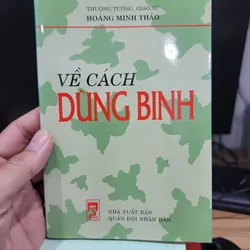 THƯỢNG TƯỚNG, GIÁO SƯ
HOÀNG MINH THẢO
VỀ CÁCH
DÙNG BINH
NHÀ XUẤT BẢN
QUÂN ĐỘI NHÂN DÂN